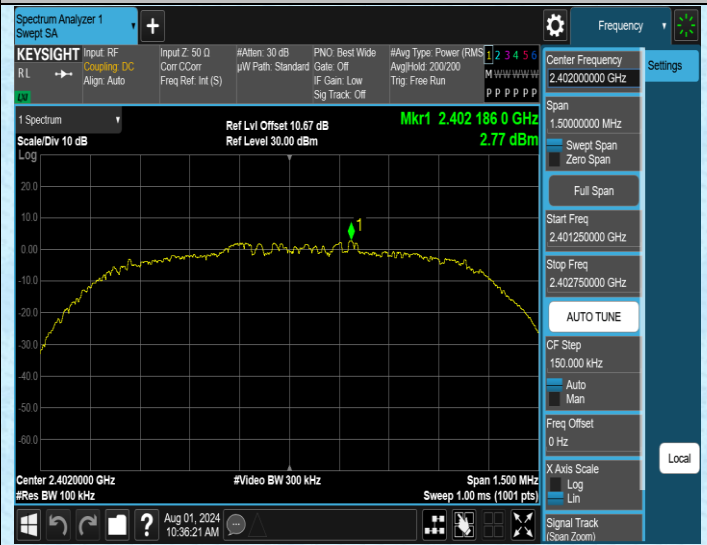 Spectrum Analyzer 1
Swept SA
Frequency
KEYSIGHT
RL
LXI
Input: RF
Coupling: DC
Align: Auto
Input Z: 50 Ω
Corr CCorr
Freq Ref: Int (S)
#Atten: 30 dB
µW Path: Standard
PNO: Best Wide
Gate: Off
IF Gain: Low
Sig Track: Off
#Avg Type: Power (RMS
Avg|Hold: 200/200
Trig: Free Run
1 2 3 4 5 6
M W W W W W
P P P P P P
Center Frequency
2.402000000 GHz
Settings
Span
1.50000000 MHz
Swept Span
Zero Span
Full Span
Start Freq
2.401250000 GHz
Stop Freq
2.402750000 GHz
AUTO TUNE
CF Step
150.000 kHz
Auto
Man
Freq Offset
0 Hz
X Axis Scale
Log
Lin
Signal Track
(Span Zoom)
Local
1 Spectrum
Scale/Div 10 dB
Log
Ref Lvl Offset 10.67 dB
Ref Level 30.00 dBm
Mkr1 2.402 186 0 GHz
2.77 dBm
1
20.0
10.0
0.00
-10.0
-20.0
-30.0
-40.0
-50.0
-60.0
Center 2.4020000 GHz
#Res BW 100 kHz
#Video BW 300 kHz
Span 1.500 MHz
Sweep 1.00 ms (1001 pts)
?
Aug 01, 2024
10:36:21 AM